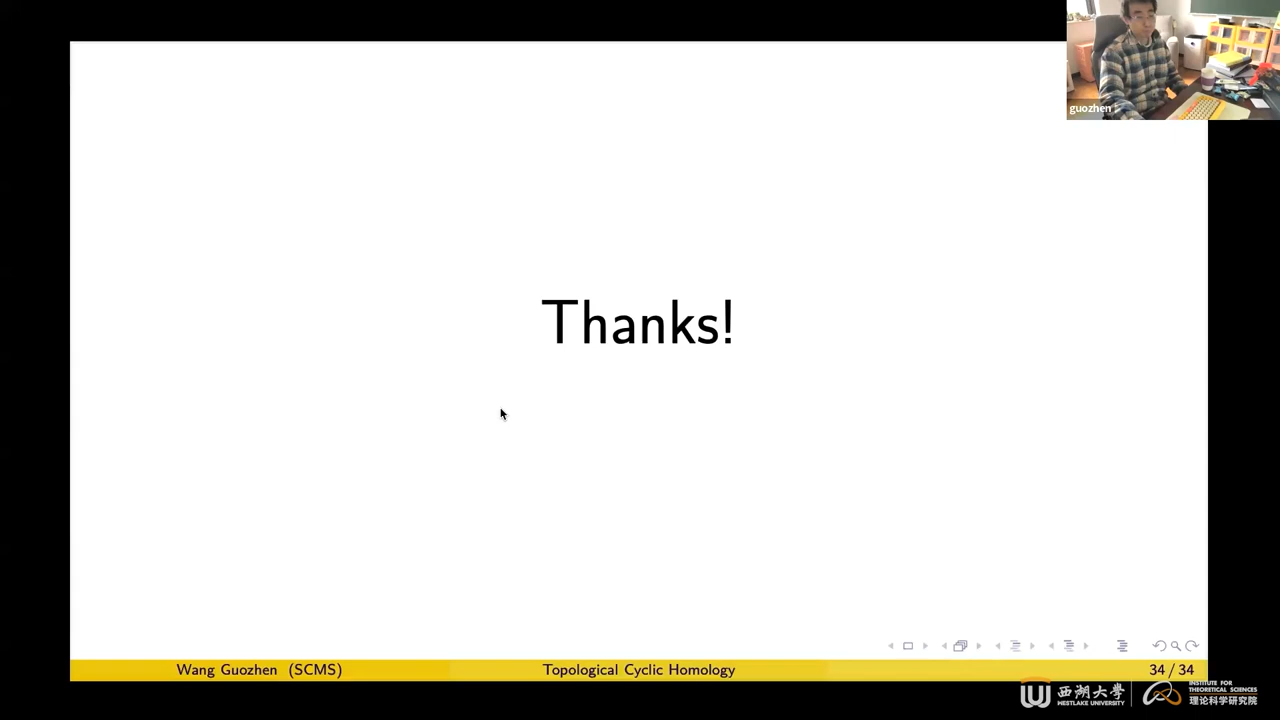 guozhen
Thanks!
Wang Guozhen (SCMS)
Topological Cyclic Homology
34 / 34
西湖大学
WESTLAKE UNIVERSITY
INSTITUTE FOR
THEORETICAL SCIENCES
理论科学研究院